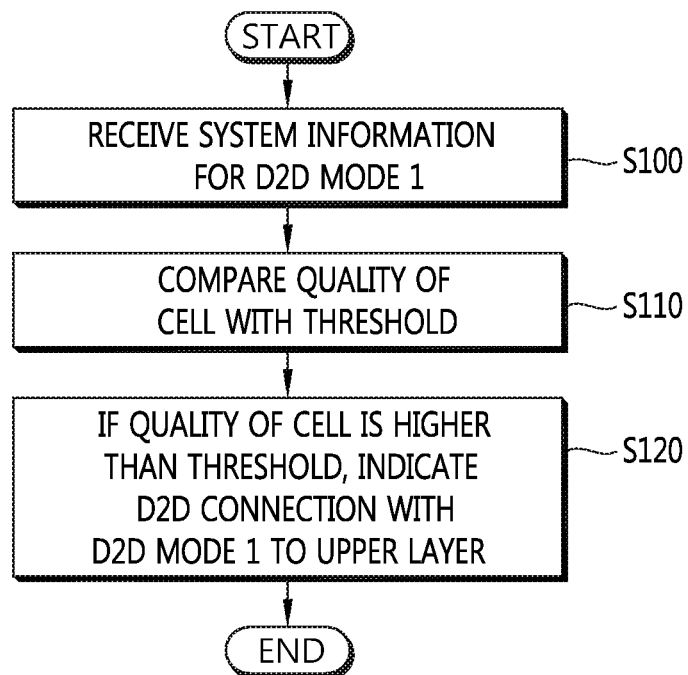 START
RECEIVE SYSTEM INFORMATION
FOR D2D MODE 1
S100
COMPARE QUALITY OF
CELL WITH THRESHOLD
S110
IF QUALITY OF CELL IS HIGHER
THAN THRESHOLD, INDICATE
D2D CONNECTION WITH
D2D MODE 1 TO UPPER LAYER
S120
END